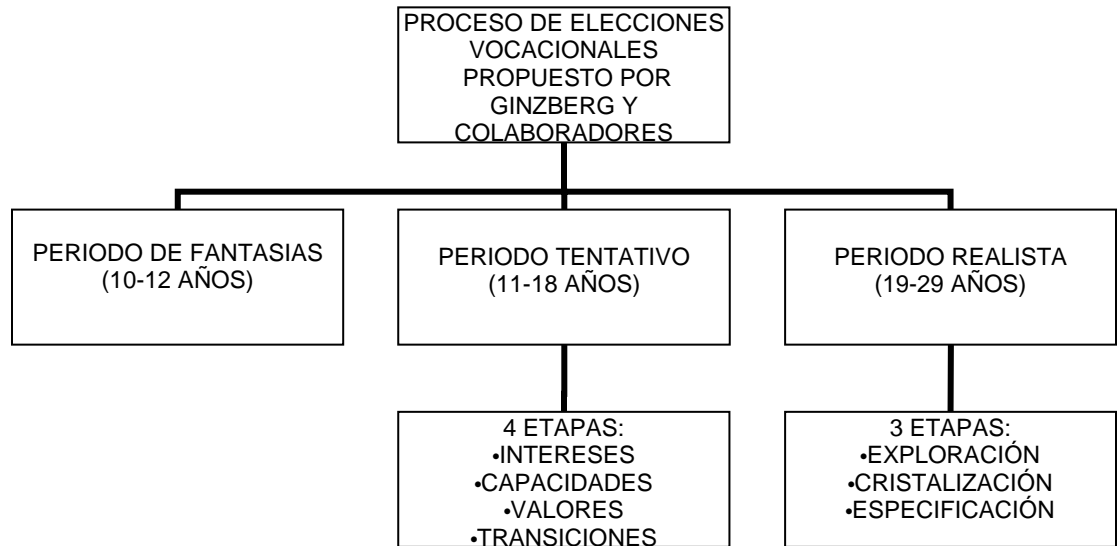 PROCESO DE ELECCIONES
VOCACIONALES
PROPUESTO POR
GINZBERG Y
COLABORADORES
PERIODO DE FANTASIAS
(10-12 AÑOS)
PERIODO TENTATIVO
(11-18 AÑOS)
PERIODO REALISTA
(19-29 AÑOS)
4 ETAPAS:
•INTERESES
•CAPACIDADES
•VALORES
•TRANSICIONES
3 ETAPAS:
•EXPLORACIÓN
•CRISTALIZACIÓN
•ESPECIFICACIÓN